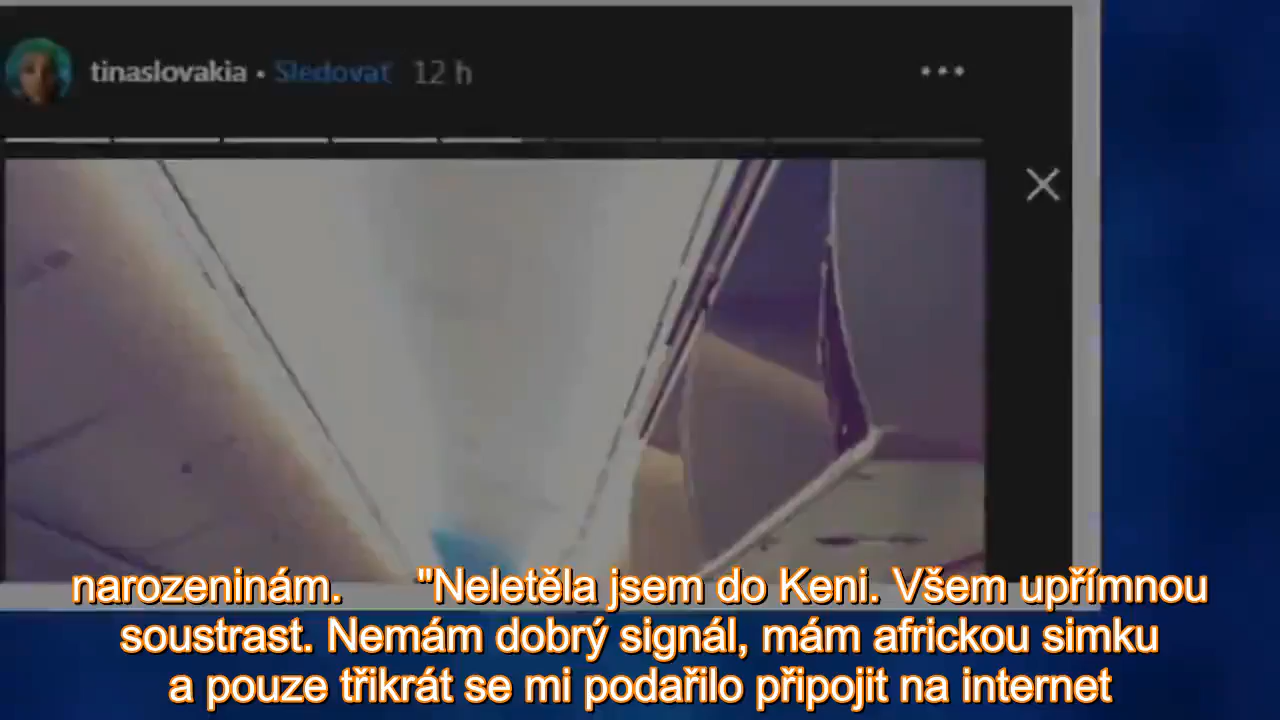 tinaslovakia • Sledovať 12 h
narozeninám. "Neletěla jsem do Keni. Všem upřímnou
soustrast. Nemám dobrý signál, mám africkou simku
a pouze třikrát se mi podařilo připojit na internet